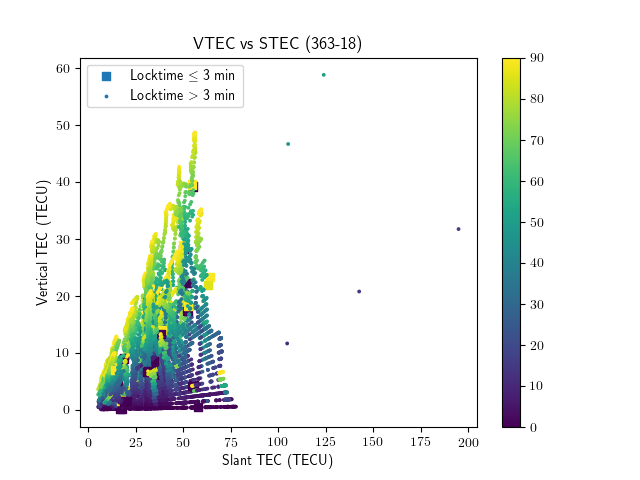 VTEC vs STEC (363-18)
Locktime ≤ 3 min
Locktime > 3 min
60
50
40
30
20
10
0
Vertical TEC (TECU)
0 25 50 75 100 125 150 175 200
Slant TEC (TECU)
90
80
70
60
50
40
30
20
10
0